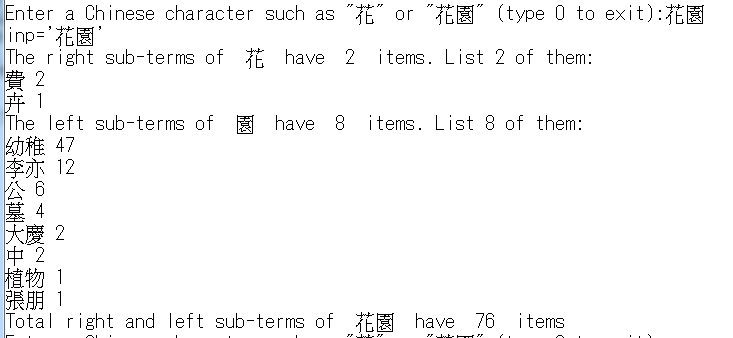 Enter a Chinese character such as "花" or "花園" (type 0 to exit):花園
inp='花園'
The right sub-terms of 花 have 2 items. List 2 of them:
費 2
卉 1
The left sub-terms of 園 have 8 items. List 8 of them:
幼稚 47
李亦 12
公 6
墓 4
大慶 2
中 2
植物 1
張朋 1
Total right and left sub-terms of 花園 have 76 items